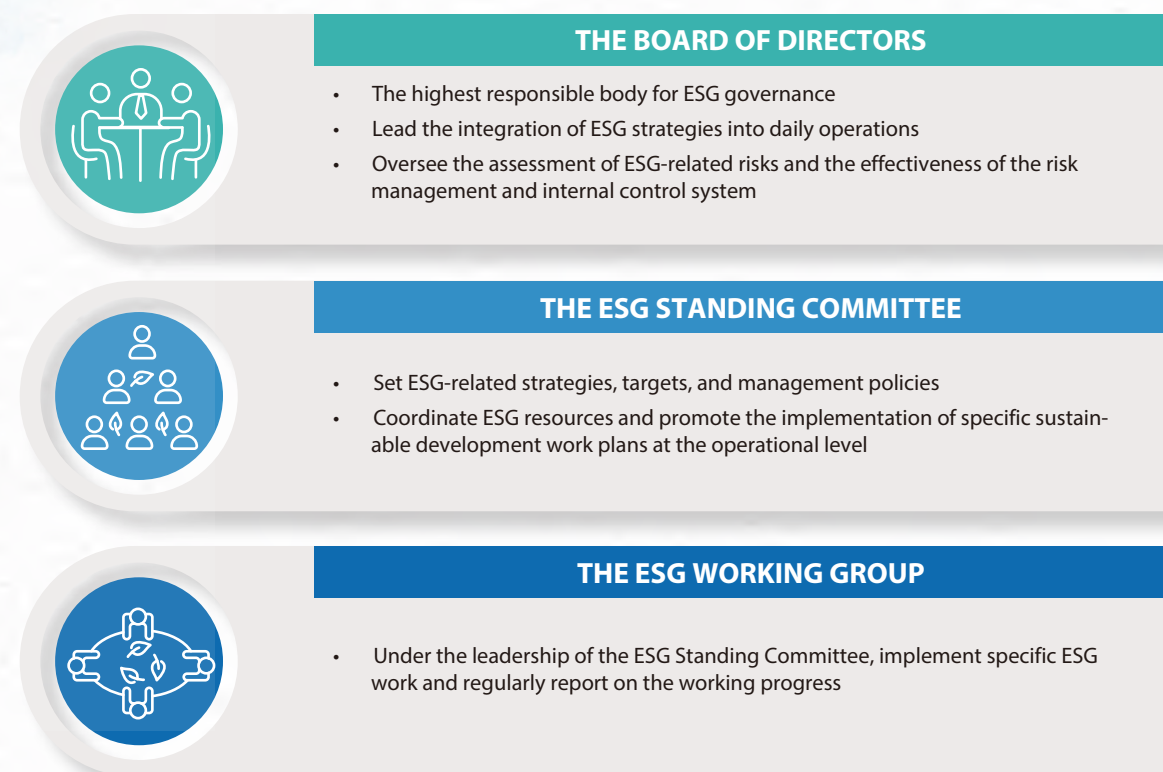 THE BOARD OF DIRECTORS
• The highest responsible body for ESG governance
• Lead the integration of ESG strategies into daily operations
• Oversee the assessment of ESG-related risks and the effectiveness of the risk
management and internal control system
THE ESG STANDING COMMITTEE
• Set ESG-related strategies, targets, and management policies
• Coordinate ESG resources and promote the implementation of specific sustain-
able development work plans at the operational level
THE ESG WORKING GROUP
• Under the leadership of the ESG Standing Committee, implement specific ESG
work and regularly report on the working progress